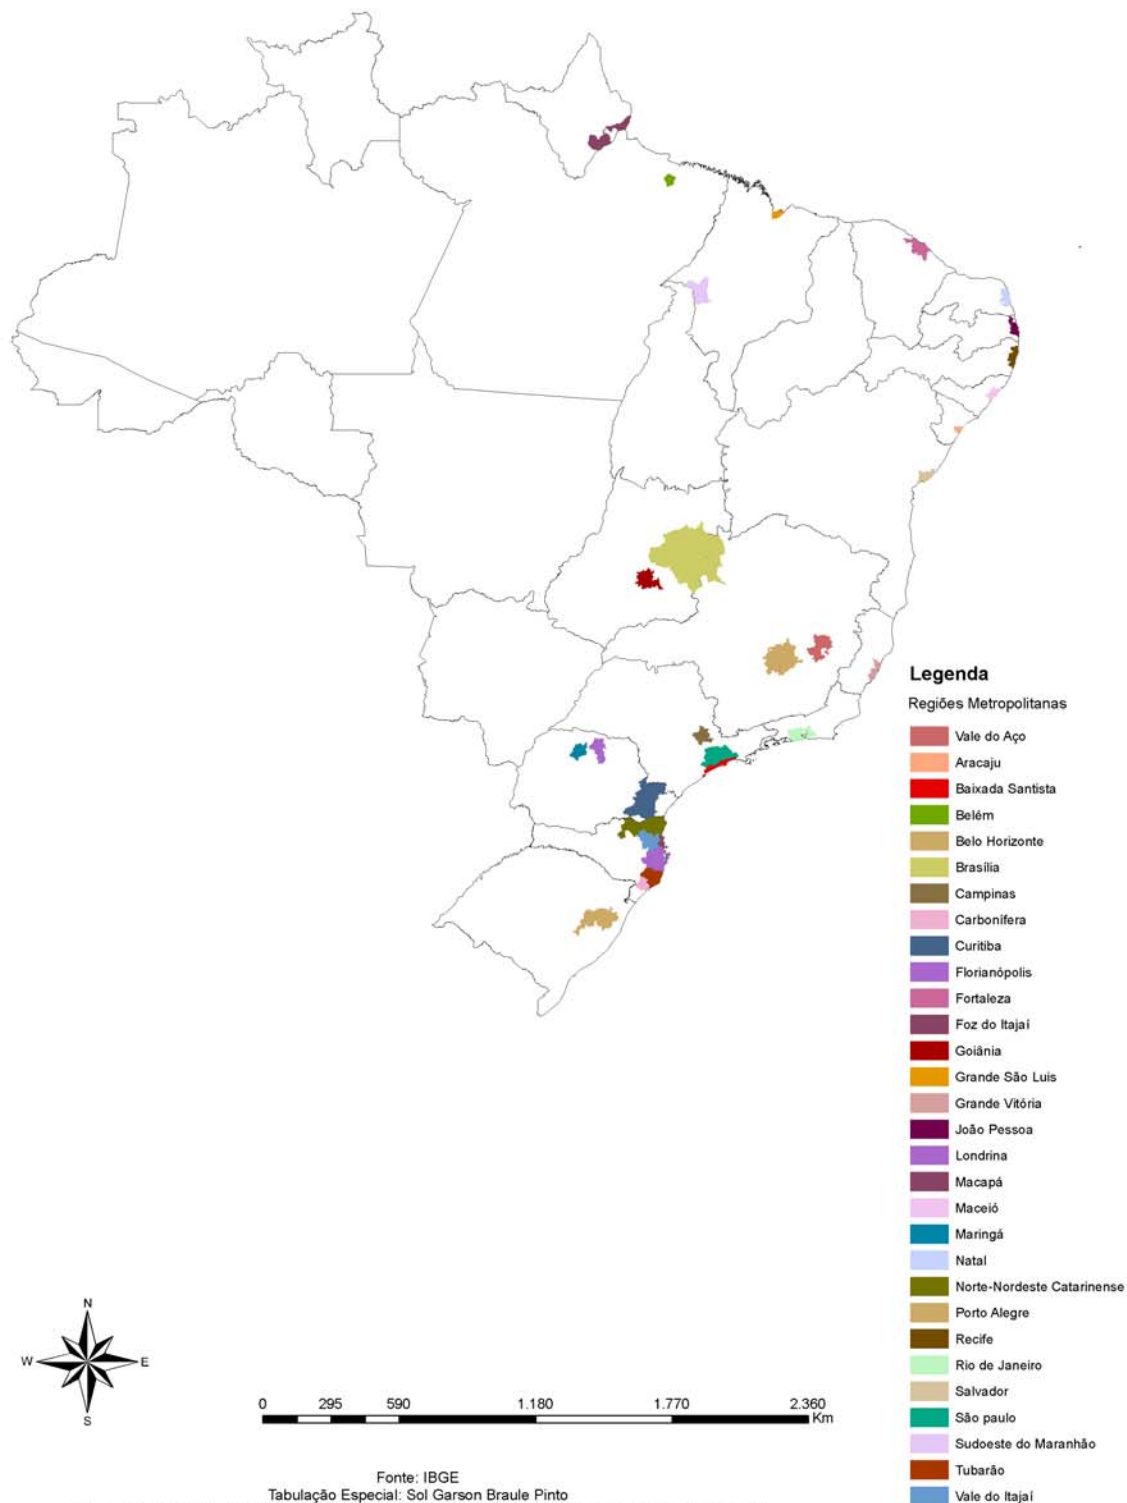 Legenda
Regiões Metropolitanas
Vale do Aço
Aracaju
Baixada Santista
Belém
Belo Horizonte
Brasília
Campinas
Carbonífera
Curitiba
Florianópolis
Fortaleza
Foz do Itajaí
Goiânia
Grande São Luis
Grande Vitória
João Pessoa
Londrina
Macapá
Maceió
Maringá
Natal
Norte-Nordeste Catarinense
Porto Alegre
Recife
Rio de Janeiro
Salvador
São paulo
Sudoeste do Maranhão
Tubarão
Vale do Itajaí
N
W E
S
0 295 590 1.180 1.770 2.360
Km
Fonte: IBGE
Tabulação Especial: Sol Garson Braule Pinto